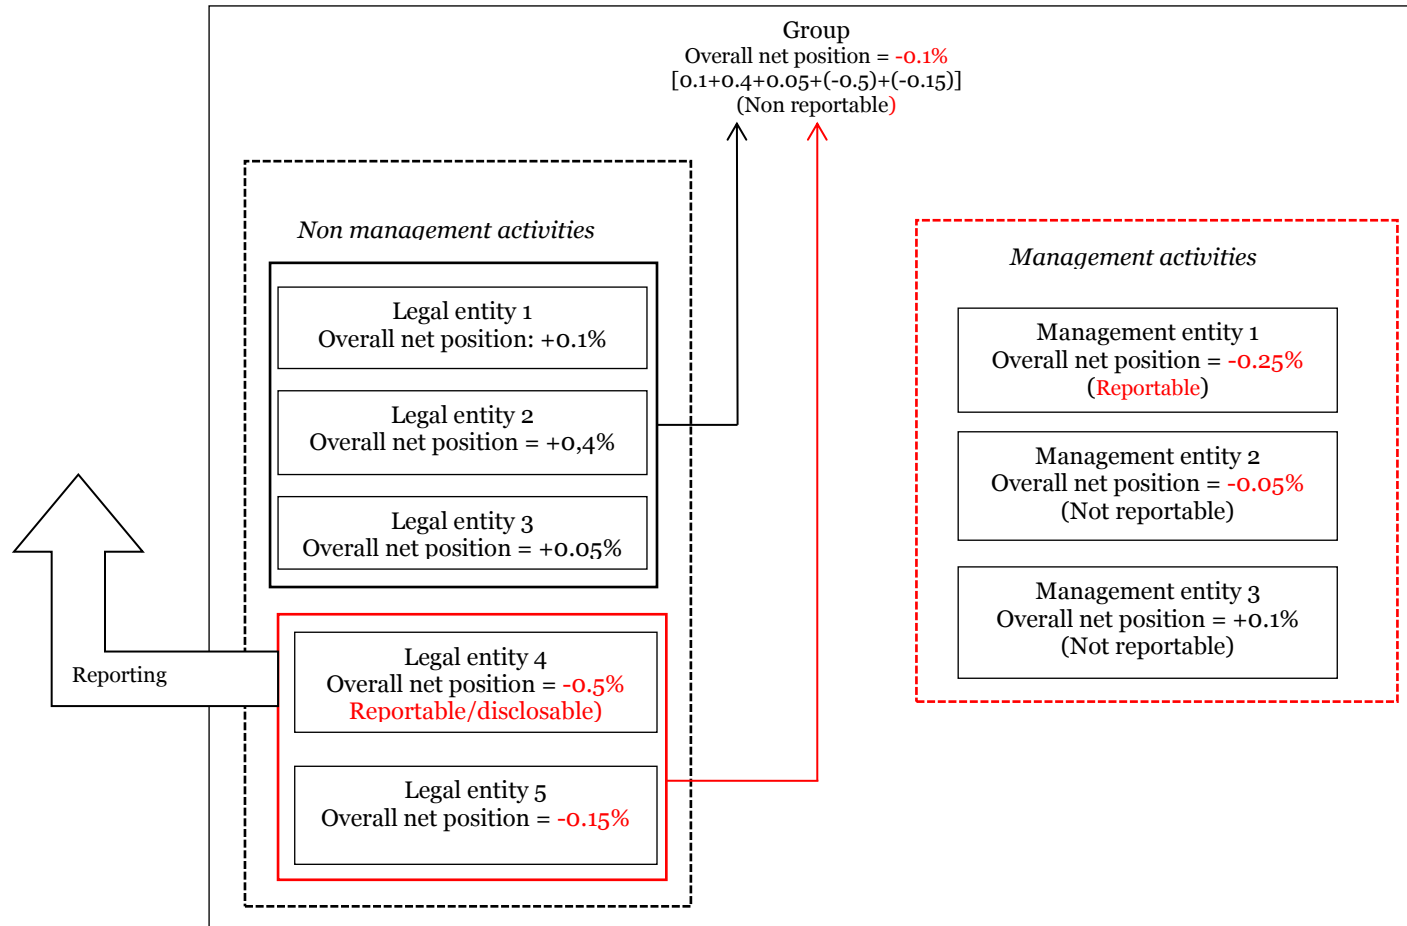 Group
Overall net position = -0.1%
[0.1+0.4+0.05+(-0.5)+(-0.15)]
(Non reportable)
Non management activities
Legal entity 1
Overall net position: +0.1%
Legal entity 2
Overall net position = +0,4%
Legal entity 3
Overall net position = +0.05%
Reporting
Legal entity 4
Overall net position = -0.5%
Reportable/disclosable)
Legal entity 5
Overall net position = -0.15%
Management activities
Management entity 1
Overall net position = -0.25%
(Reportable)
Management entity 2
Overall net position = -0.05%
(Not reportable)
Management entity 3
Overall net position = +0.1%
(Not reportable)